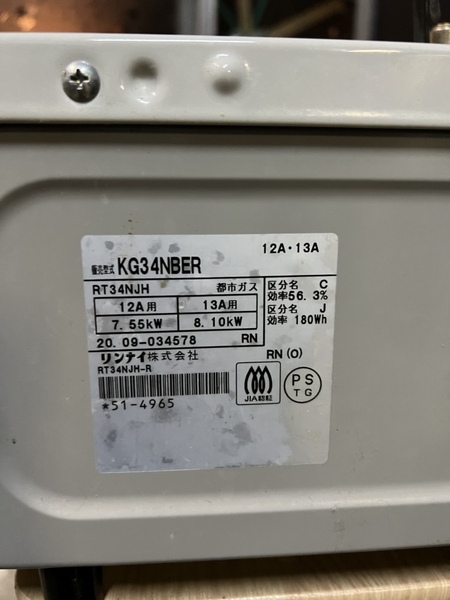 12A・13A
販売型式 KG34NBER
RT34NJH 都市ガス
12A用 13A用
7.55kW 8.10kW
区分名 C
効率56.3%
区分名 J
効率 180Wh
20.09-034578 RN
リンナイ株式会社 RN(O)
RT34NJH-R
*51-4965
JIA認証
PS
TG